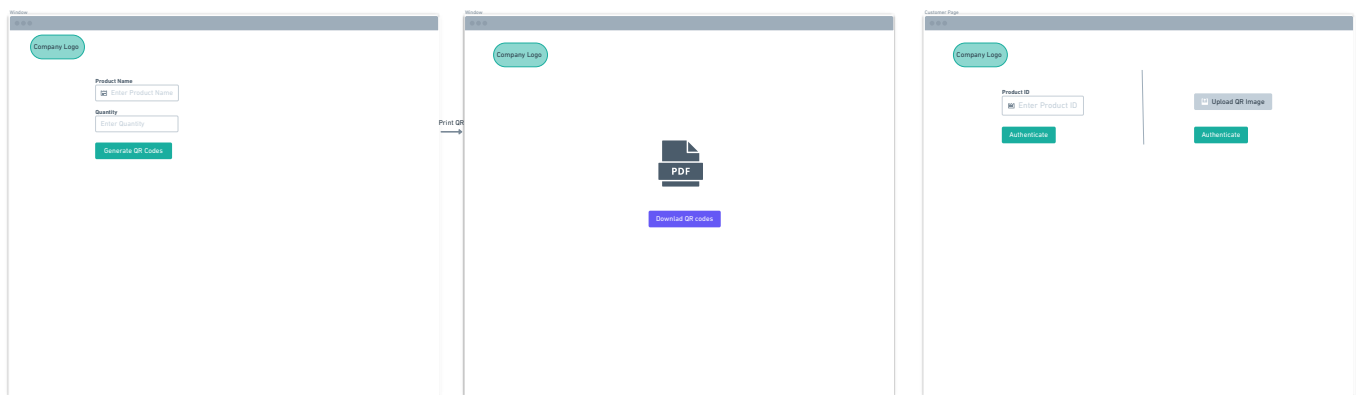 Window
Company Logo
Product Name
Enter Product Name
Quantity
Enter Quantity
Generate QR Codes
Print QR
Window
Company Logo
PDF
Downlad QR codes
Customer Page
Company Logo
Product ID
Enter Product ID
Authenticate
Upload QR Image
Authenticate